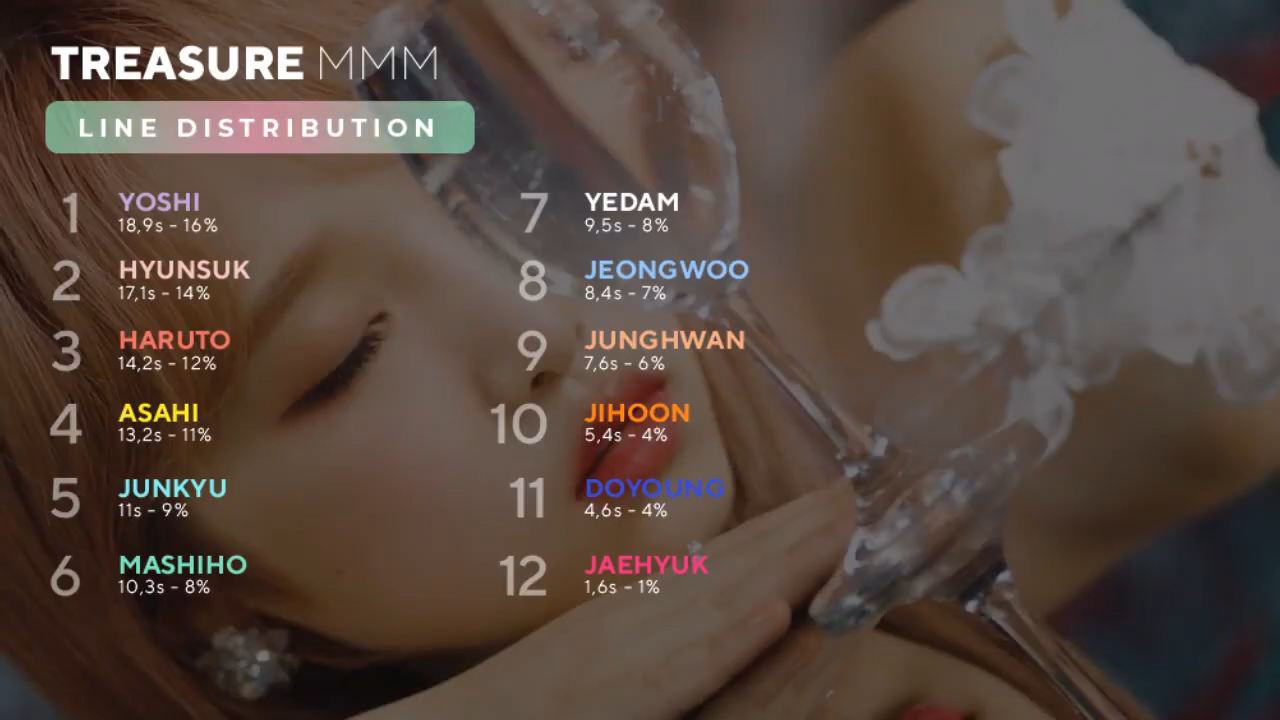 TREASURE MMM
LINE DISTRIBUTION
1 YOSHI
18,9s - 16%
2 HYUNSUK
17,1s - 14%
3 HARUTO
14,2s - 12%
4 ASAHI
13,2s - 11%
5 JUNKYU
11s - 9%
6 MASHIHO
10,3s - 8%
7 YEDAM
9,5s - 8%
8 JEONGWOO
8,4s - 7%
9 JUNGHWAN
7,6s - 6%
10 JIHOON
5,4s - 4%
11 DOYOUNG
4,6s - 4%
12 JAEHYUK
1,6s - 1%